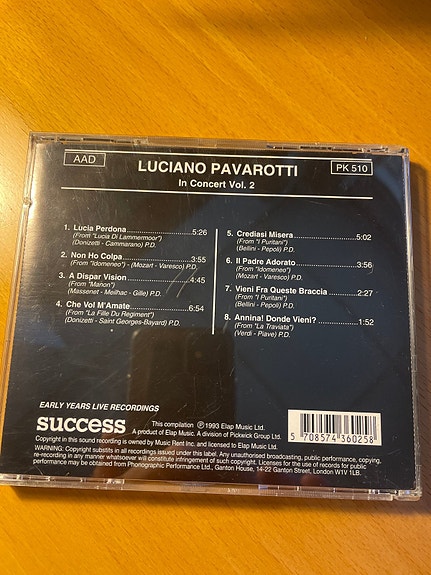 AAD
LUCIANO PAVAROTTI
PK 510
In Concert Vol. 2
1. Lucia Perdona 5:26
(From "Lucia Di Lammermoor")
(Donizetti - Cammarano) P.D.
2. Non Ho Colpa 3:55
(From "Idomeneo") - (Mozart - Varesco) P.D.
3. A Dispar Vision 4:45
(From "Manon")
(Massenet - Meilhac - Gille) P.D.
4. Che Vol M'Amate 6:54
(From "La Fille Du Regiment")
(Donizetti - Saint Georges-Bayard) P.D.
5. Crediasi Misera 5:02
(From "I Puritani")
(Bellini - Pepoli) P.D.
6. Il Padre Adorato 3:56
(From "Idomeneo")
(Mozart - Varesco) P.D.
7. Vieni Fra Queste Braccia 2:27
(From "I Puritani")
(Bellini - Pepoli) P.D.
8. Annina! Donde Vieni? 1:52
(From "La Traviata")
(Verdi - Piave) P.D.
EARLY YEARS LIVE RECORDINGS
success
This compilation ℗ 1993 Elap Music Ltd.
A product of Elap Music. A division of Pickwick Group Ltd.
Copyright in this sound recording is owned by Music Rent Inc. and licensed to Elap Music Ltd.
WARNING: Copyright substits in all recordings issued under this label. Any unauthorised broadcasting, public performance, copying,
re-recording in any manner whatsoever will constitute infringement of such copyright. Licenses for the use of records for public
performance may be obtained from Phonographic Performance Ltd., Ganton House, 14-22 Ganton Street, London W1V 1LB.
5 708574 360258